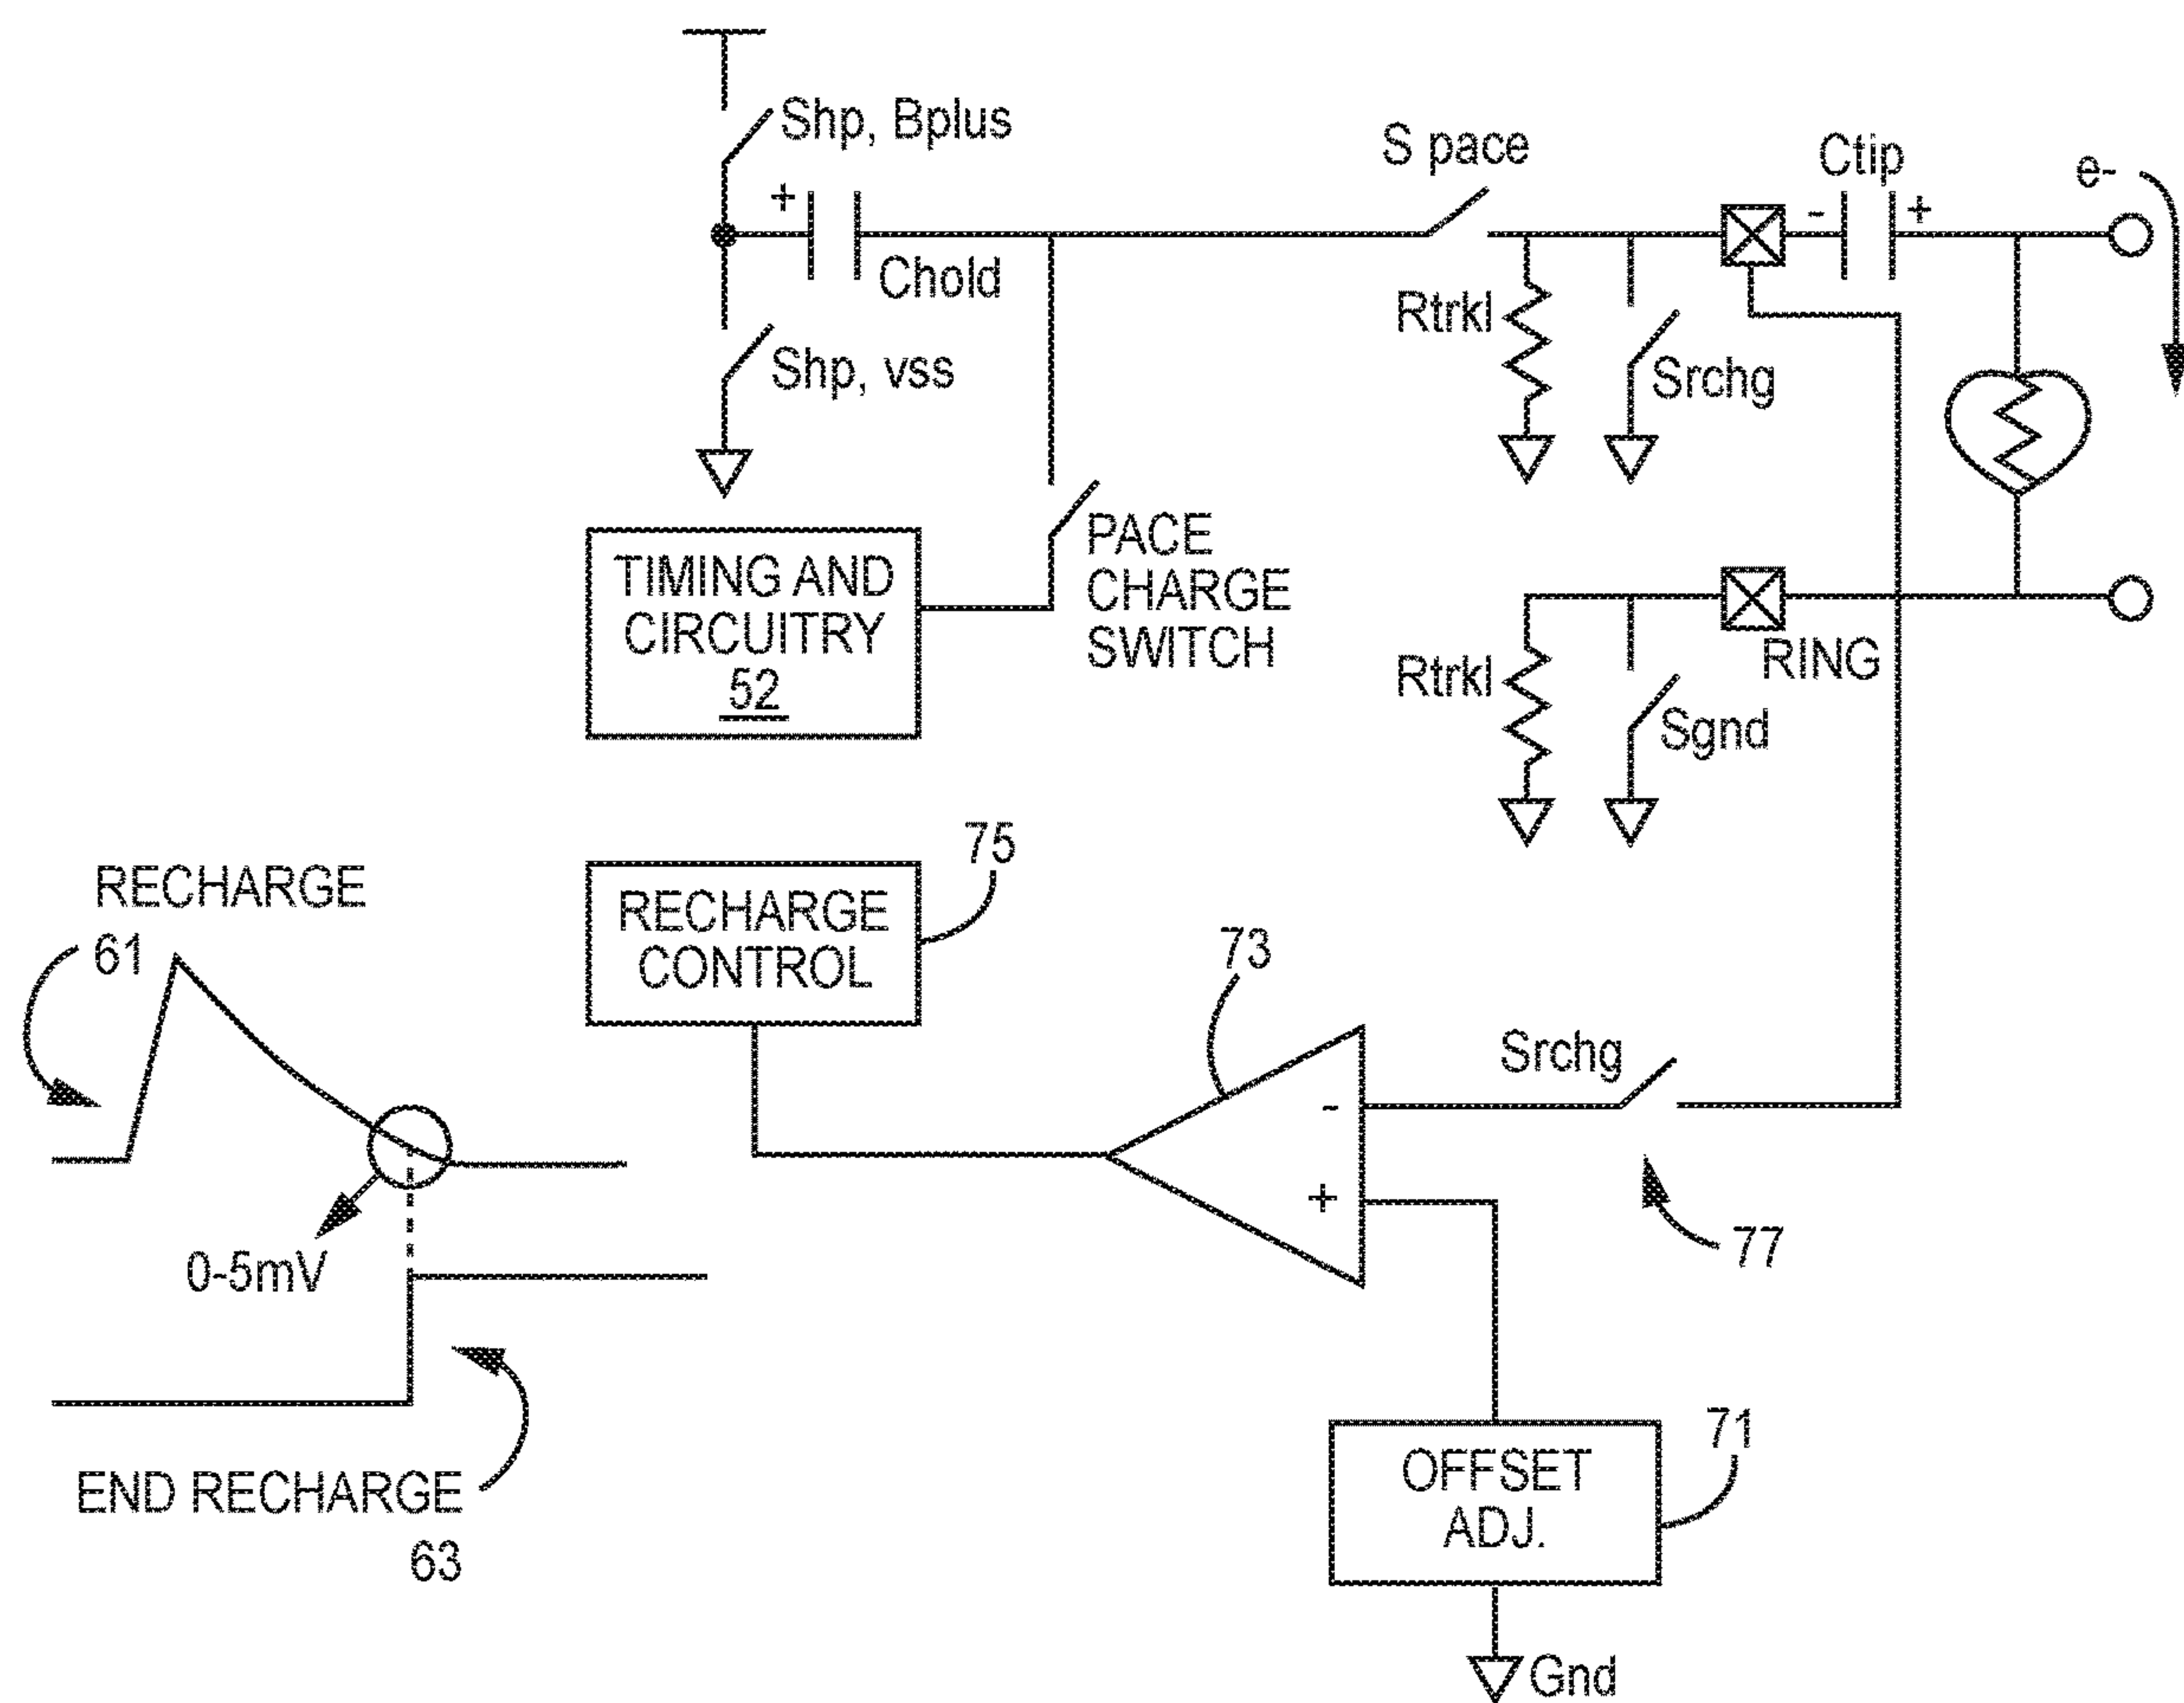 Shp, Bplus
+
Chold
Shp, vss
S pace
Ctip
-
+
e-
Rtrkl
Srchg
TIMING AND
CIRCUITRY
52
PACE
CHARGE
SWITCH
RING
Rtrkl
Sgnd
RECHARGE
61
75
RECHARGE
CONTROL
73
Srchg
-
+
77
0-5mV
END RECHARGE
63
71
OFFSET
ADJ.
Gnd